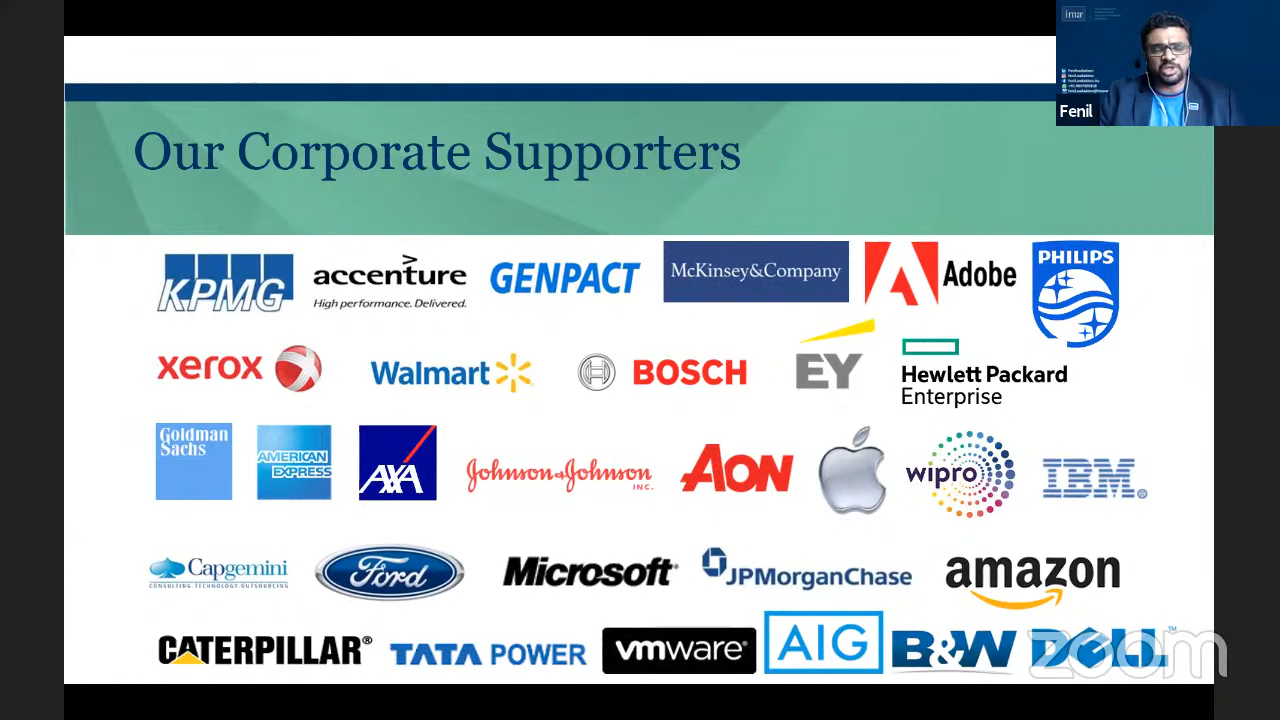 ima
Fenil
Our Corporate Supporters
KPMG
accenture
High performance. Delivered.
GENPACT
McKinsey&Company
Adobe
PHILIPS
xerox
Walmart
BOSCH
EY
Hewlett Packard
Enterprise
Goldman
Sachs
AMERICAN
EXPRESS
AXA
Johnson & Johnson
INC.
AON
wipro
IBM®
Capgemini
CONSULTING.TECHNOLOGY.OUTSOURCING
Ford
Microsoft®
JPMorganChase
amazon
CATERPILLAR®
TATA POWER
vmware®
AIG
B&W
DELL™
zoom